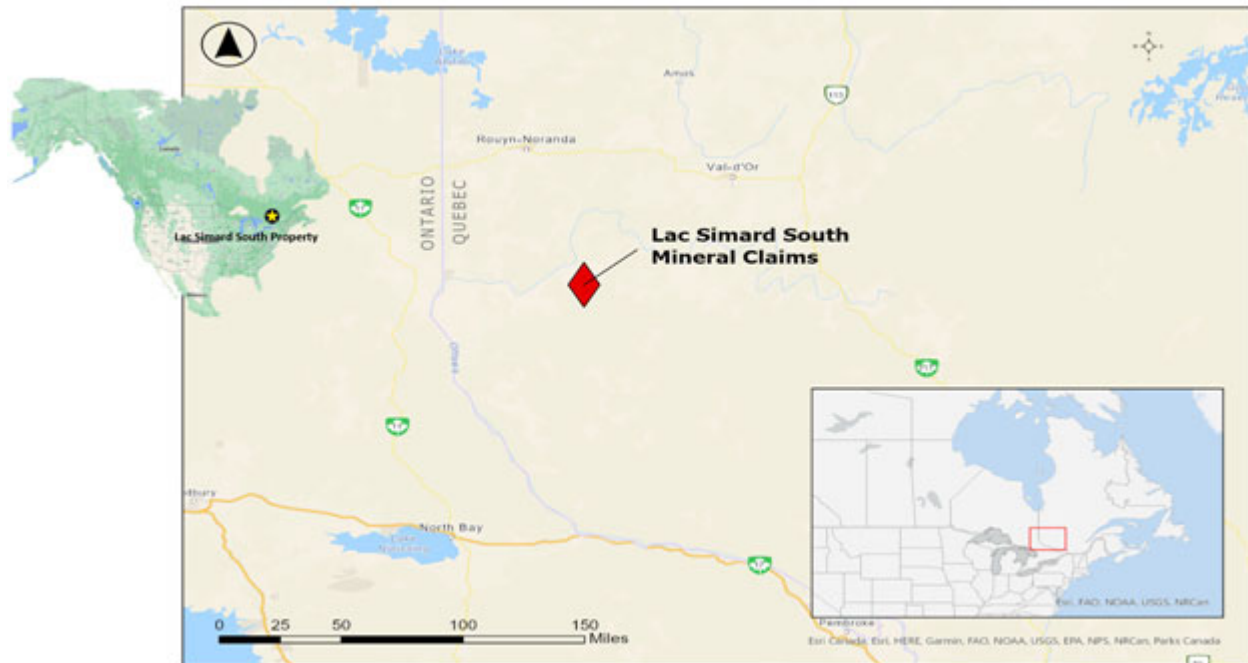 Amos
Rouyn-Noranda
Val-d'Or
Canada
Lac Simard South Property
ONTARIO
QUEBEC
Lac Simard South
Mineral Claims
North Bay
Lake
Pembroke
0 25 50 100 150
Miles
Esri, FAO, NOAA, USGS, NRCan
Esri Canada, Esri, HERE, Garmin, FAO, NOAA, USGS, EPA, NPS, NRCan, Parks Canada